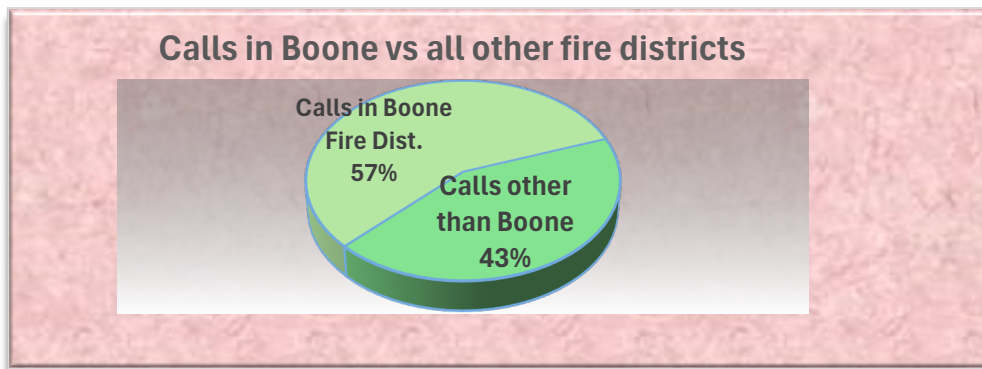 Calls in Boone vs all other fire districts
Calls in Boone
Fire Dist.
57%
Calls other
than Boone
43%